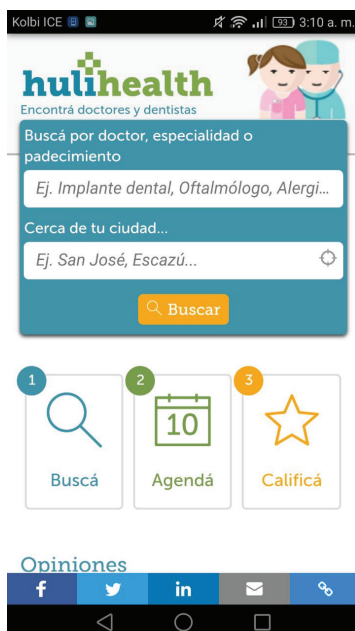 Kolbi ICE 93 3:10 a. m.
hulihealth
Encontrá doctores y dentistas
Buscá por doctor, especialidad o
padecimiento
Ej. Implante dental, Oftalmólogo, Alergi...
Cerca de tu ciudad...
Ej. San José, Escazú...
Buscar
1 2 3
10
Buscá Agendá Calificá
Opiniones
f in